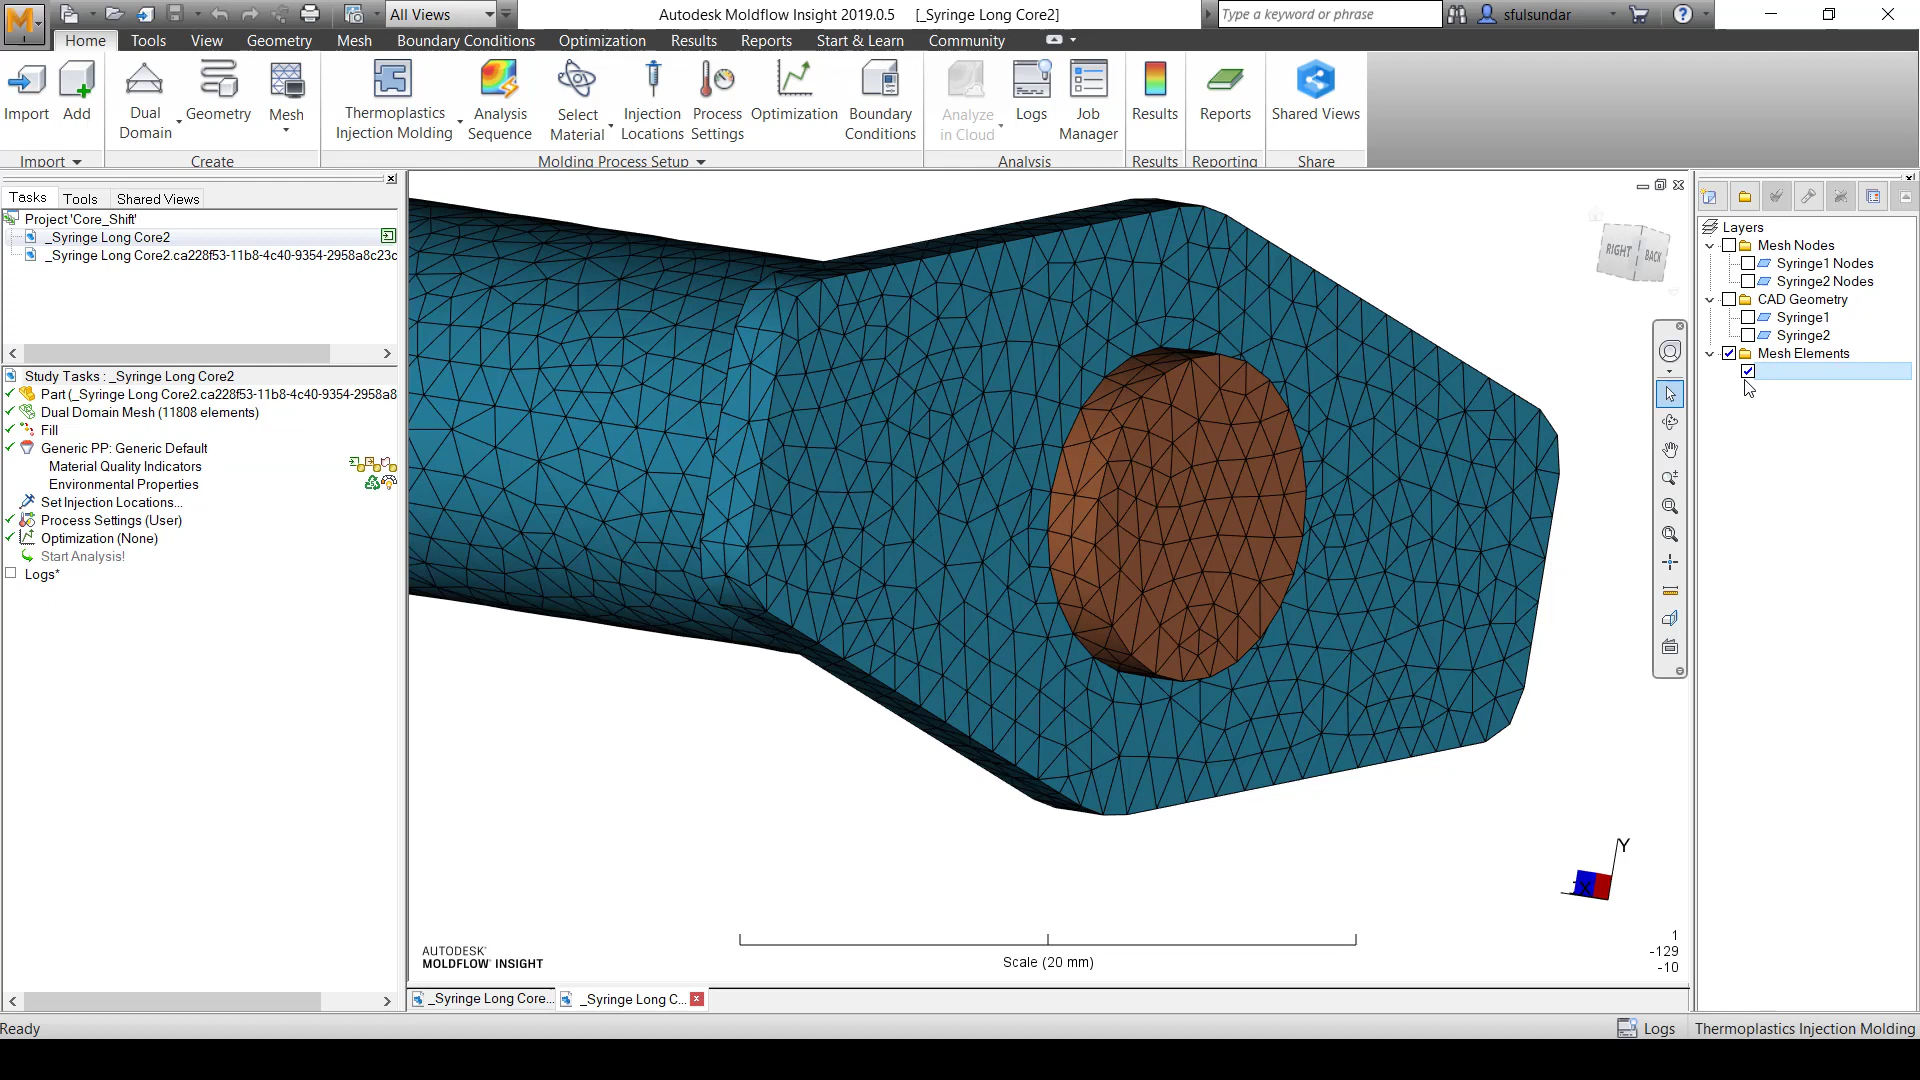 All Views
Autodesk Moldflow Insight 2019.0.5 [_Syringe Long Core2]
Type a keyword or phrase
sfulsundar
Home Tools View Geometry Mesh Boundary Conditions Optimization Results Reports Start & Learn Community
Import
Add
Dual
Domain
Geometry
Mesh
Thermoplastics
Injection Molding
Analysis
Sequence
Select
Material
Injection
Locations
Process
Settings
Optimization
Boundary
Conditions
Analyze
in Cloud
Logs
Job
Manager
Results
Reports
Shared Views
Import
Create
Molding Process Setup
Analysis
Results
Reporting
Share
Tasks Tools Shared Views
Project 'Core_Shift'
_Syringe Long Core2
_Syringe Long Core2.ca228f53-11b8-4c40-9354-2958a8c23c
Study Tasks : _Syringe Long Core2
Part (_Syringe Long Core2.ca228f53-11b8-4c40-9354-2958a8
Dual Domain Mesh (11808 elements)
Fill
Generic PP: Generic Default
Material Quality Indicators
Environmental Properties
Set Injection Locations...
Process Settings (User)
Optimization (None)
Start Analysis!
Logs*
RIGHT
BACK
Layers
Mesh Nodes
Syringe1 Nodes
Syringe2 Nodes
CAD Geometry
Syringe1
Syringe2
Mesh Elements
Y
X
AUTODESK®
MOLDFLOW® INSIGHT
Scale (20 mm)
1
-129
-10
_Syringe Long Core...
_Syringe Long C...
Ready
Logs
Thermoplastics Injection Molding